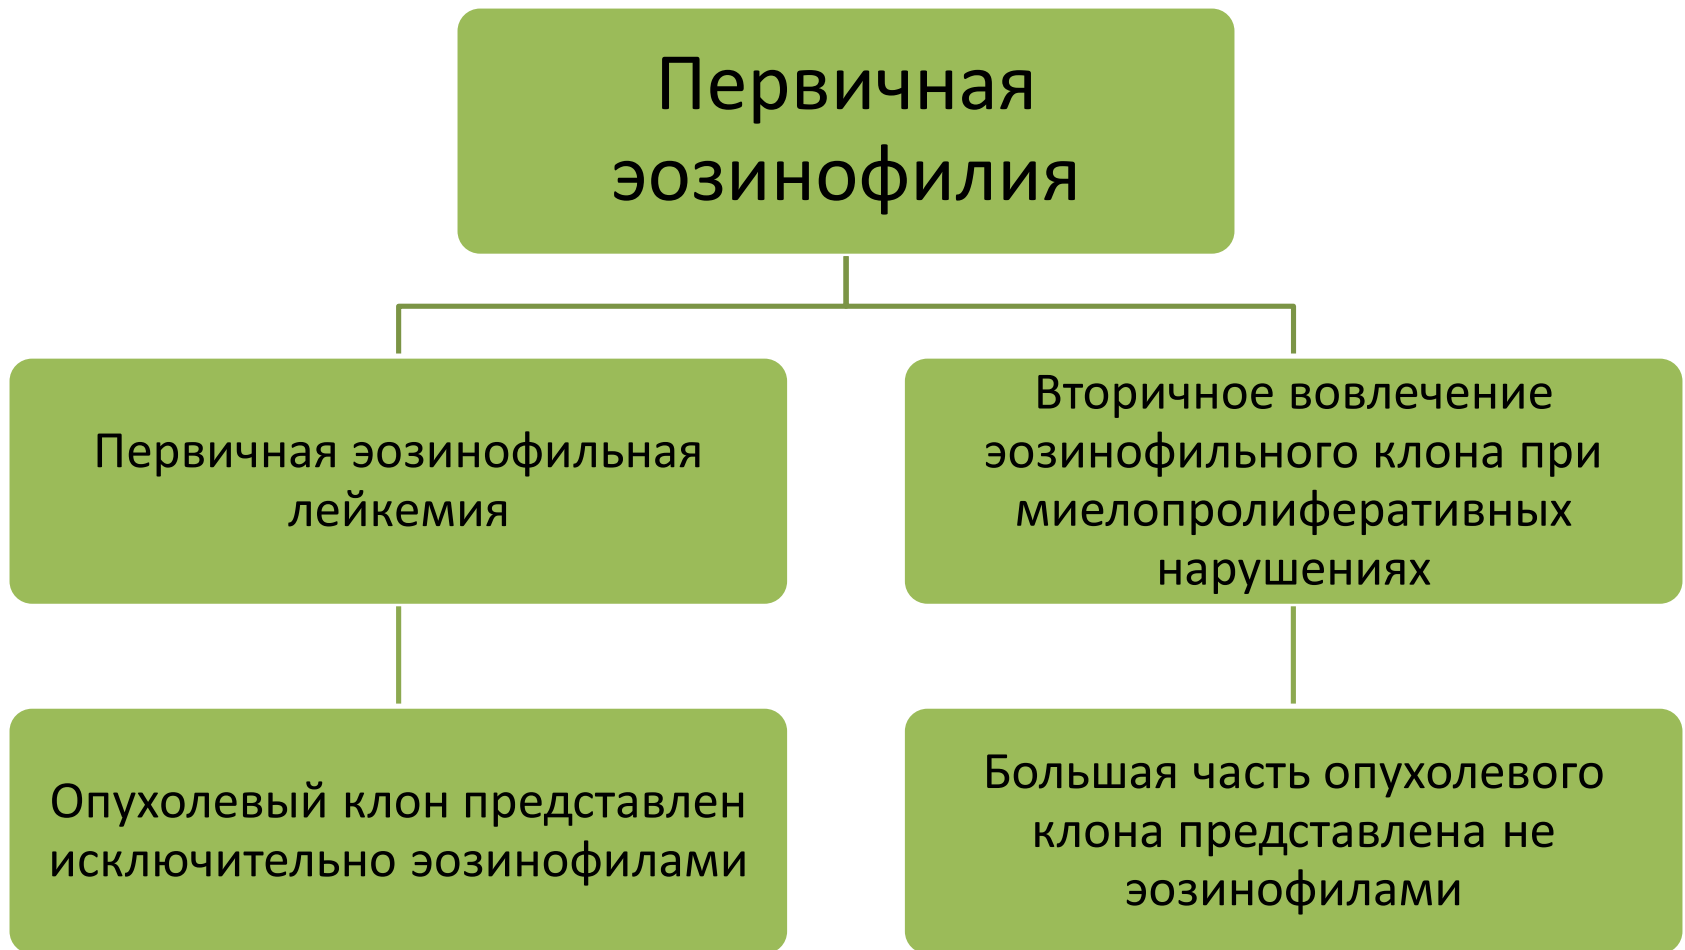 Первичная
эозинофилия
Первичная эозинофильная
лейкемия
Вторичное вовлечение
эозинофильного клона при
миелопролиферативных
нарушениях
Опухолевый клон представлен
исключительно эозинофилами
Большая часть опухолевого
клона представлена не
эозинофилами